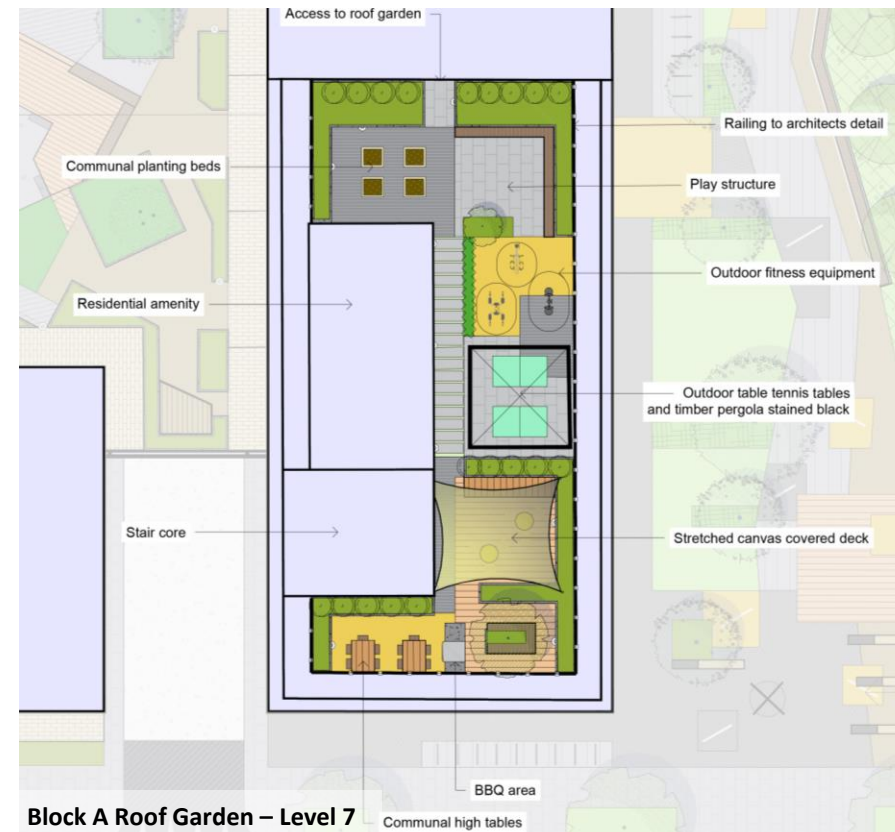 Access to roof garden
Railing to architects detail
Communal planting beds
Play structure
Outdoor fitness equipment
Residential amenity
Outdoor table tennis tables
and timber pergola stained black
Stair core
Stretched canvas covered deck
BBQ area
Block A Roof Garden – Level 7
Communal high tables